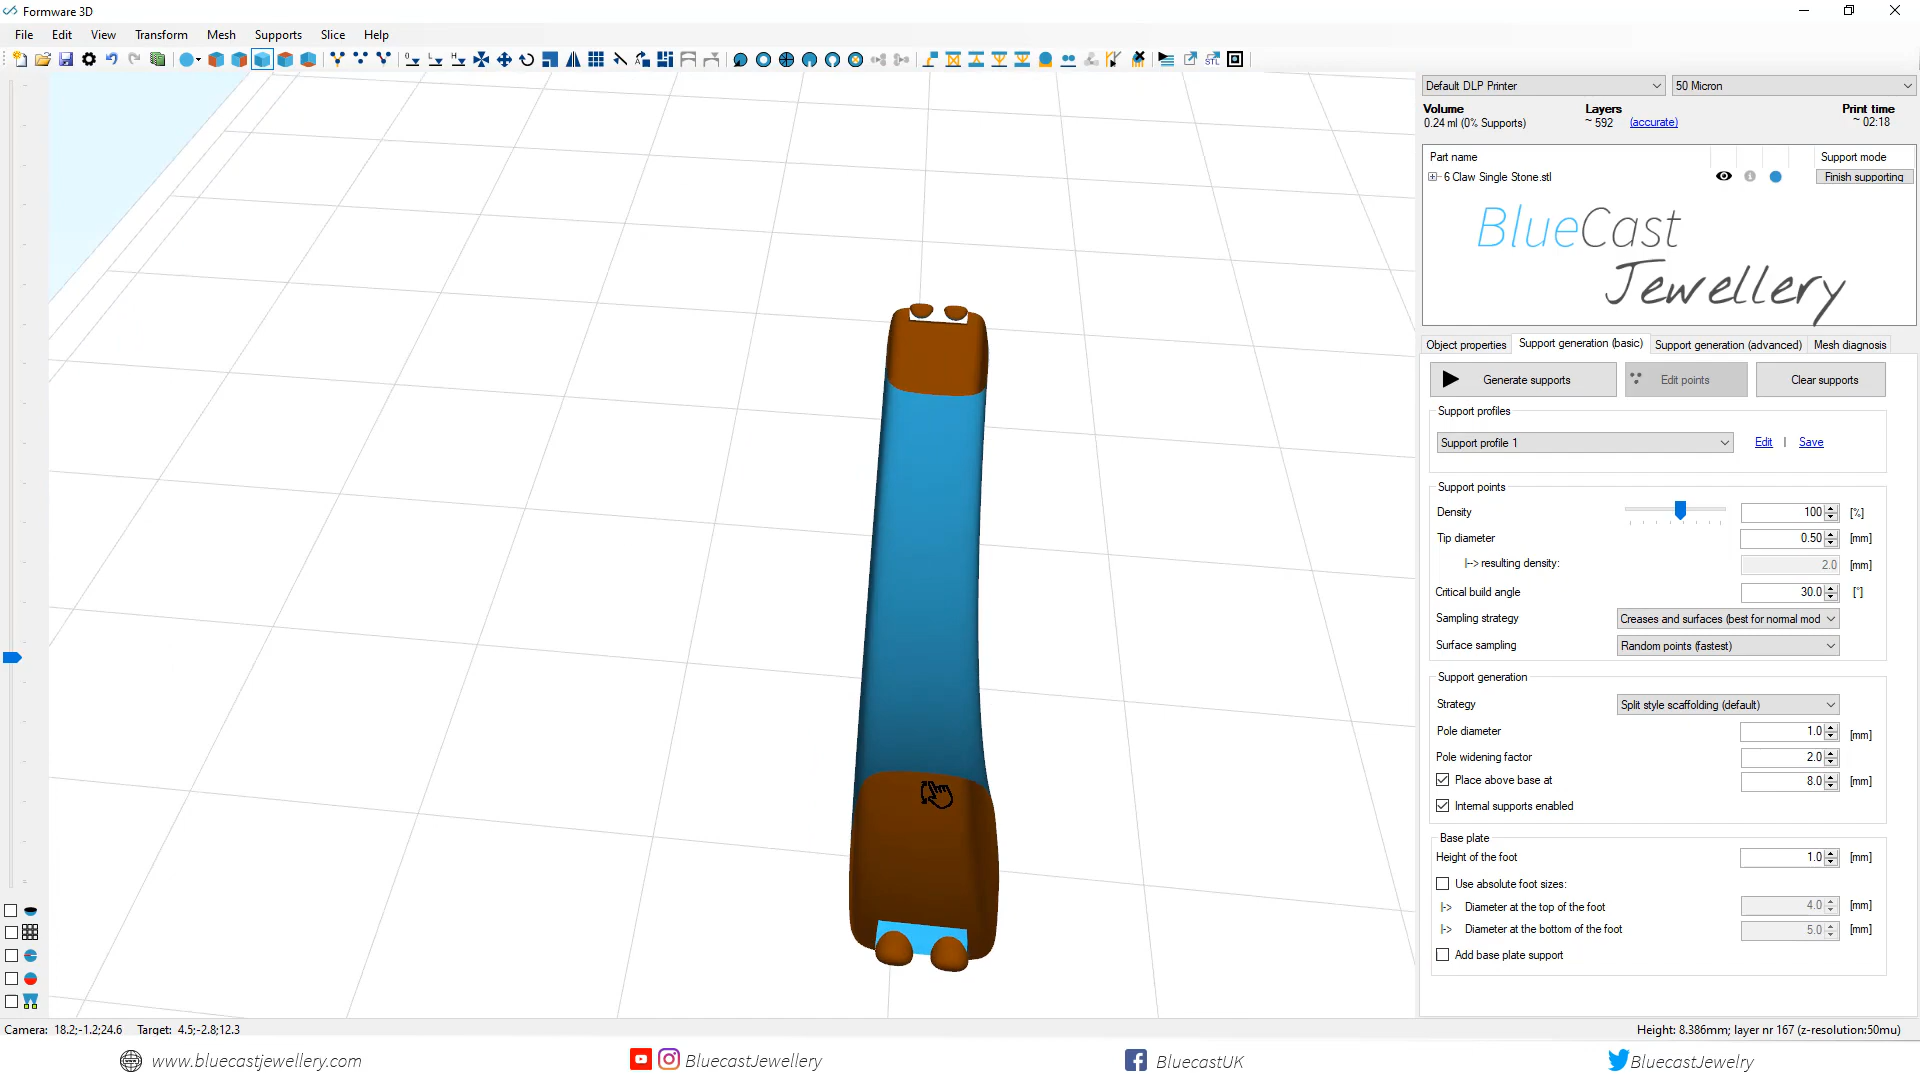 Formware 3D
File Edit View Transform Mesh Supports Slice Help
Default DLP Printer 50 Micron
Volume Layers Print time
0.24 ml (0% Supports) ~ 592 (accurate) ~ 02:18
Part name Support mode
6 Claw Single Stone.stl Finish supporting
BlueCast
Jewellery
Object properties Support generation (basic) Support generation (advanced) Mesh diagnosis
Generate supports Edit points Clear supports
Support profiles
Support profile 1 Edit | Save
Support points
Density 100 [%]
Tip diameter 0.50 [mm]
|--> resulting density: 2.0 [mm]
Critical build angle 30.0 [°]
Sampling strategy Creases and surfaces (best for normal mod
Surface sampling Random points (fastest)
Support generation
Strategy Split style scaffolding (default)
Pole diameter 1.0 [mm]
Pole widening factor 2.0
Place above base at 8.0 [mm]
Internal supports enabled
Base plate
Height of the foot 1.0 [mm]
Use absolute foot sizes:
|-> Diameter at the top of the foot 4.0 [mm]
|-> Diameter at the bottom of the foot 5.0 [mm]
Add base plate support
Camera: 18.2;-1.2;24.6 Target: 4.5;-2.8;12.3 Height: 8.386mm; layer nr 167 (z-resolution:50mu)
www.bluecastjewellery.com BluecastJewellery BluecastUK BluecastJewelry